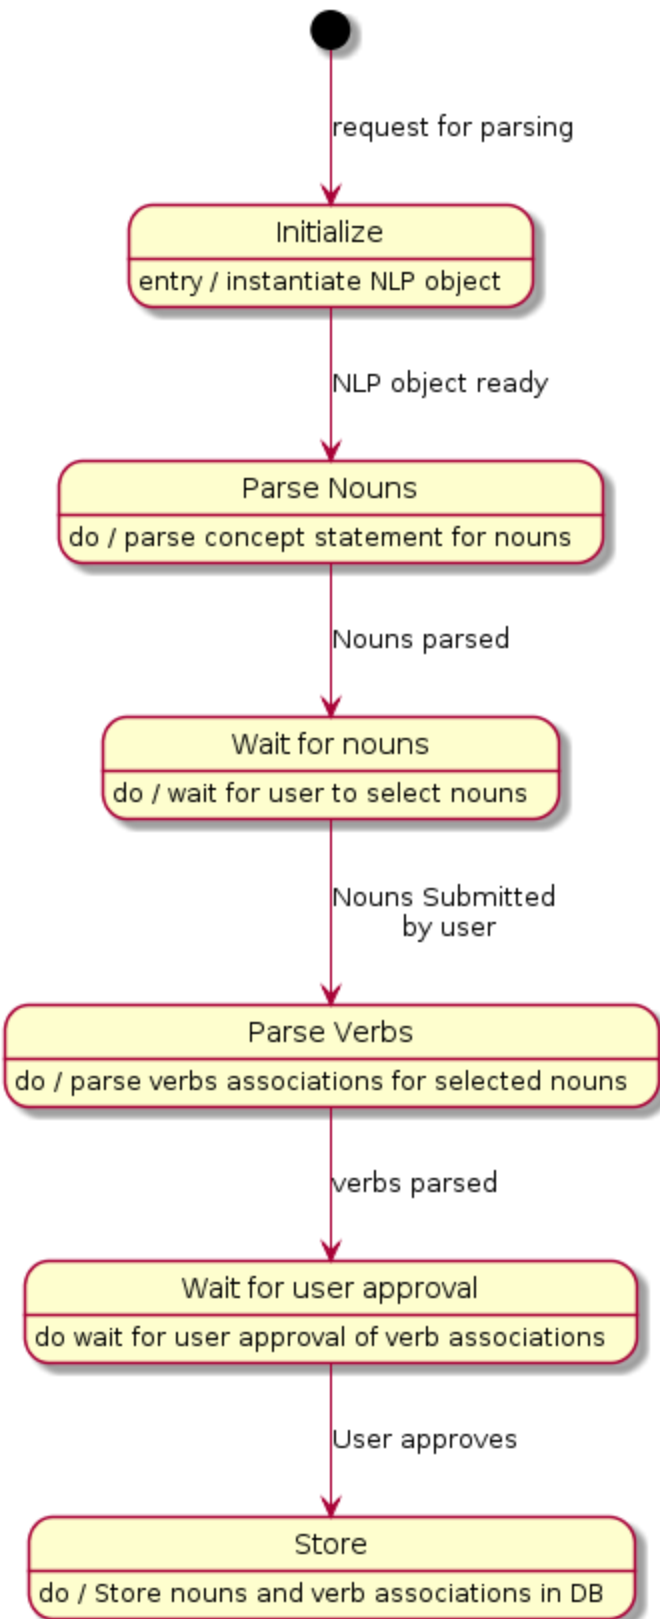 request for parsing
Initialize
entry / instantiate NLP object
NLP object ready
Parse Nouns
do / parse concept statement for nouns
Nouns parsed
Wait for nouns
do / wait for user to select nouns
Nouns Submitted
by user
Parse Verbs
do / parse verbs associations for selected nouns
verbs parsed
Wait for user approval
do wait for user approval of verb associations
User approves
Store
do / Store nouns and verb associations in DB